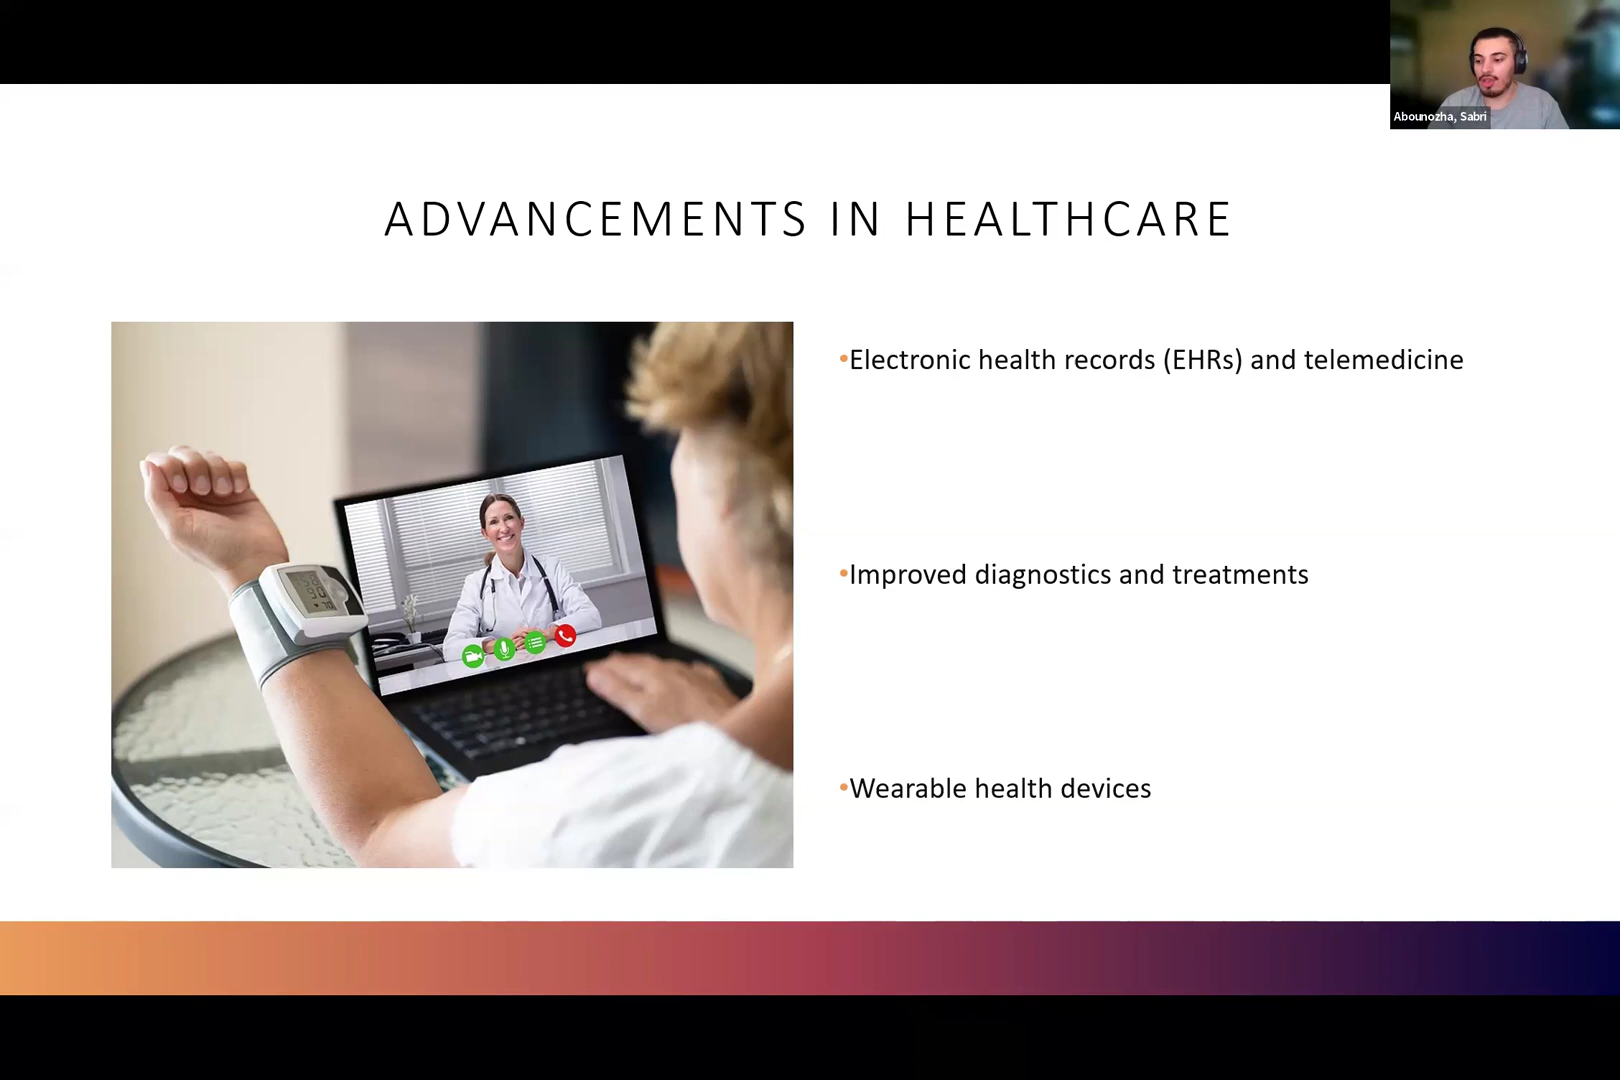 Abounozha, Sabri
ADVANCEMENTS IN HEALTHCARE
•Electronic health records (EHRs) and telemedicine
•Improved diagnostics and treatments
•Wearable health devices